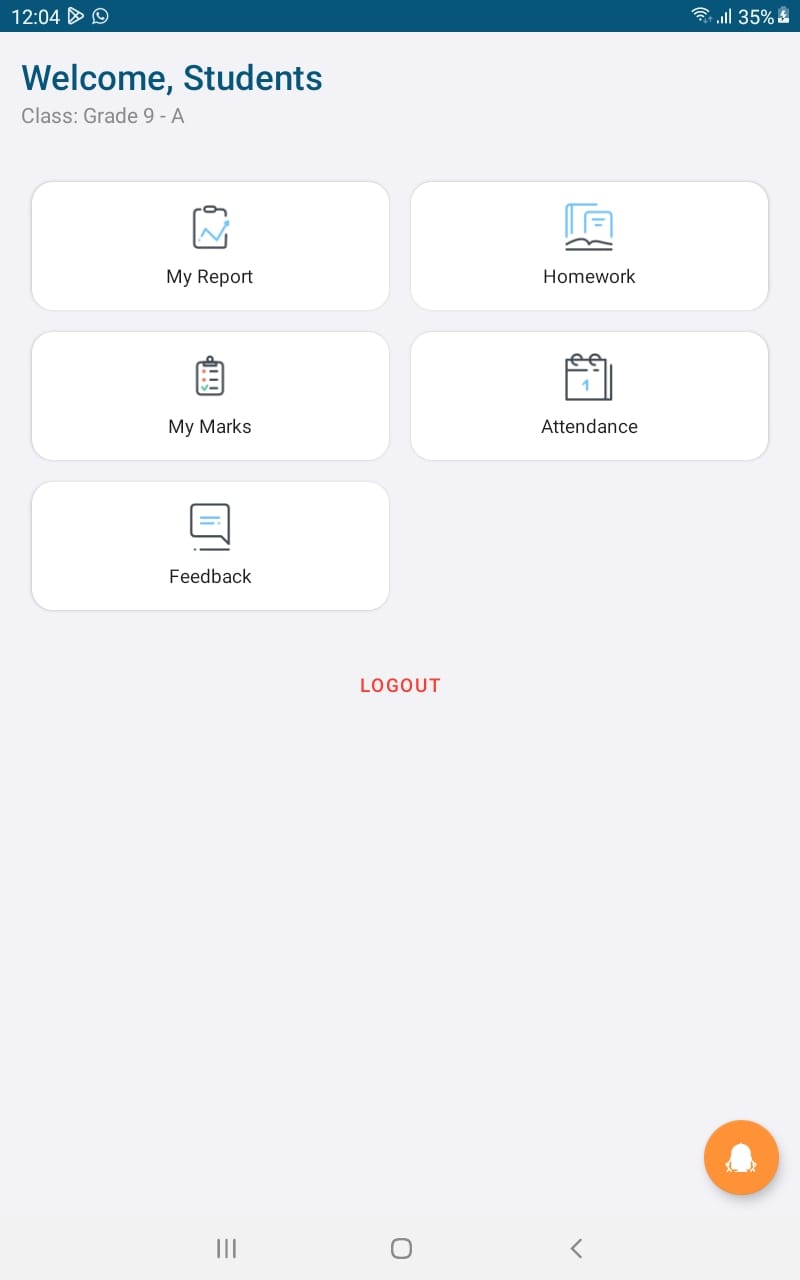 12:04 35%
Welcome, Students
Class: Grade 9 - A
My Report Homework
1
My Marks Attendance
Feedback
LOGOUT